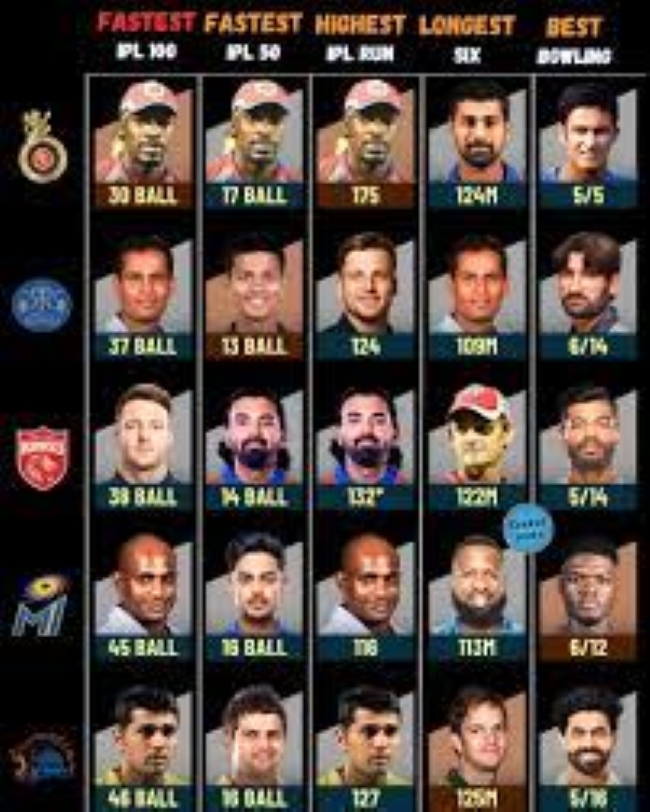 FASTEST FASTEST HIGHEST LONGEST BEST
IPL 100 IPL 50 IPL RUN SIX BOWLING
30 BALL 17 BALL 175 124M 5/5
37 BALL 13 BALL 124 109M 6/14
38 BALL 14 BALL 132* 122M 5/14
45 BALL 16 BALL 116 113M 6/12
MI
46 BALL 16 BALL 127 125M 5/16